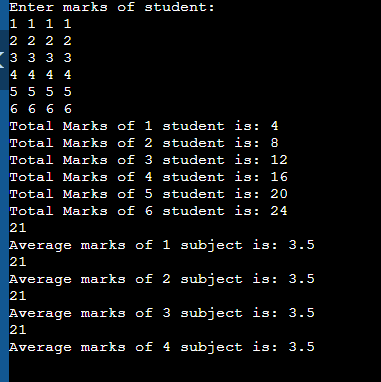 Enter marks of student:
1 1 1 1
2 2 2 2
3 3 3 3
4 4 4 4
5 5 5 5
6 6 6 6
Total Marks of 1 student is: 4
Total Marks of 2 student is: 8
Total Marks of 3 student is: 12
Total Marks of 4 student is: 16
Total Marks of 5 student is: 20
Total Marks of 6 student is: 24
21
Average marks of 1 subject is: 3.5
21
Average marks of 2 subject is: 3.5
21
Average marks of 3 subject is: 3.5
21
Average marks of 4 subject is: 3.5